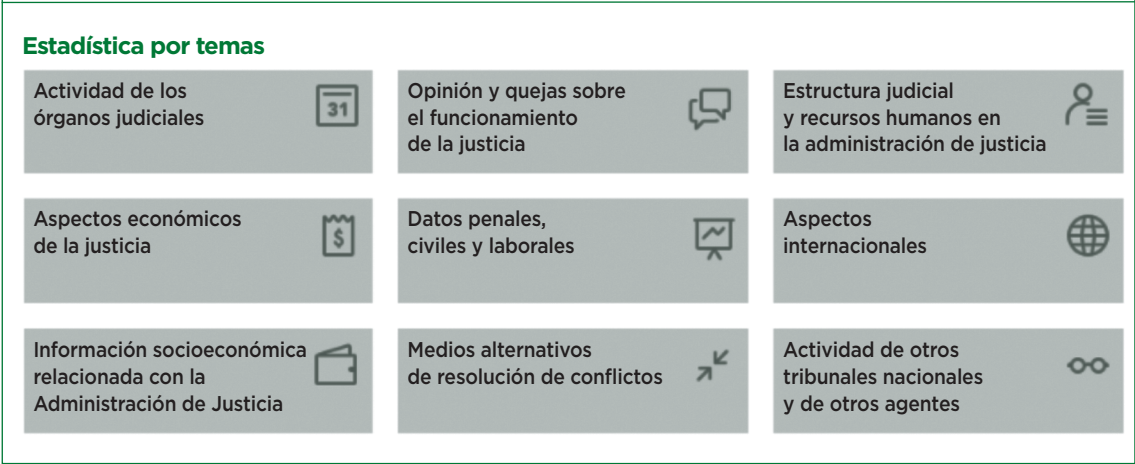 Estadística por temas
Actividad de los
órganos judiciales
31
Opinión y quejas sobre
el funcionamiento
de la justicia
Estructura judicial
y recursos humanos en
la administración de justicia
Aspectos económicos
de la justicia
$
Datos penales,
civiles y laborales
Aspectos
internacionales
Información socioeconómica
relacionada con la
Administración de Justicia
Medios alternativos
de resolución de conflictos
Actividad de otros
tribunales nacionales
y de otros agentes